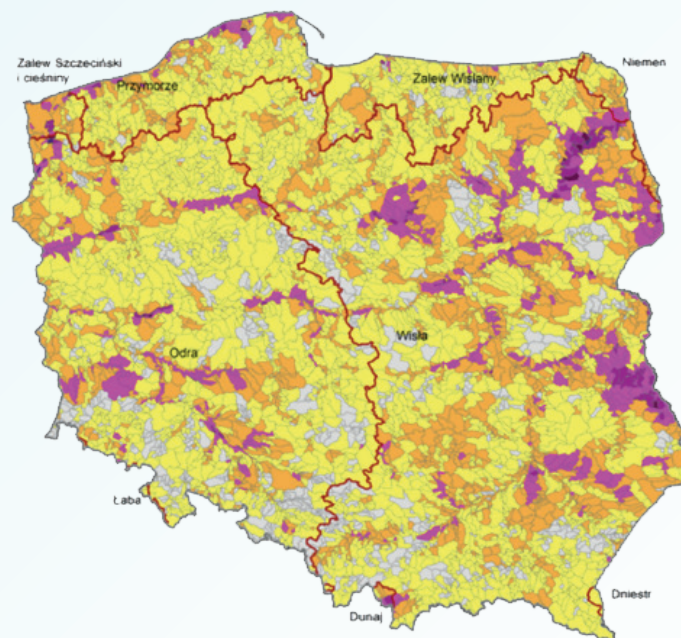 Zalew Szczeciński
i cieśniny
Przymorze
Zalew Wiślany
Niemen
Odra
Wisła
Łaba
Dunaj
Dniestr